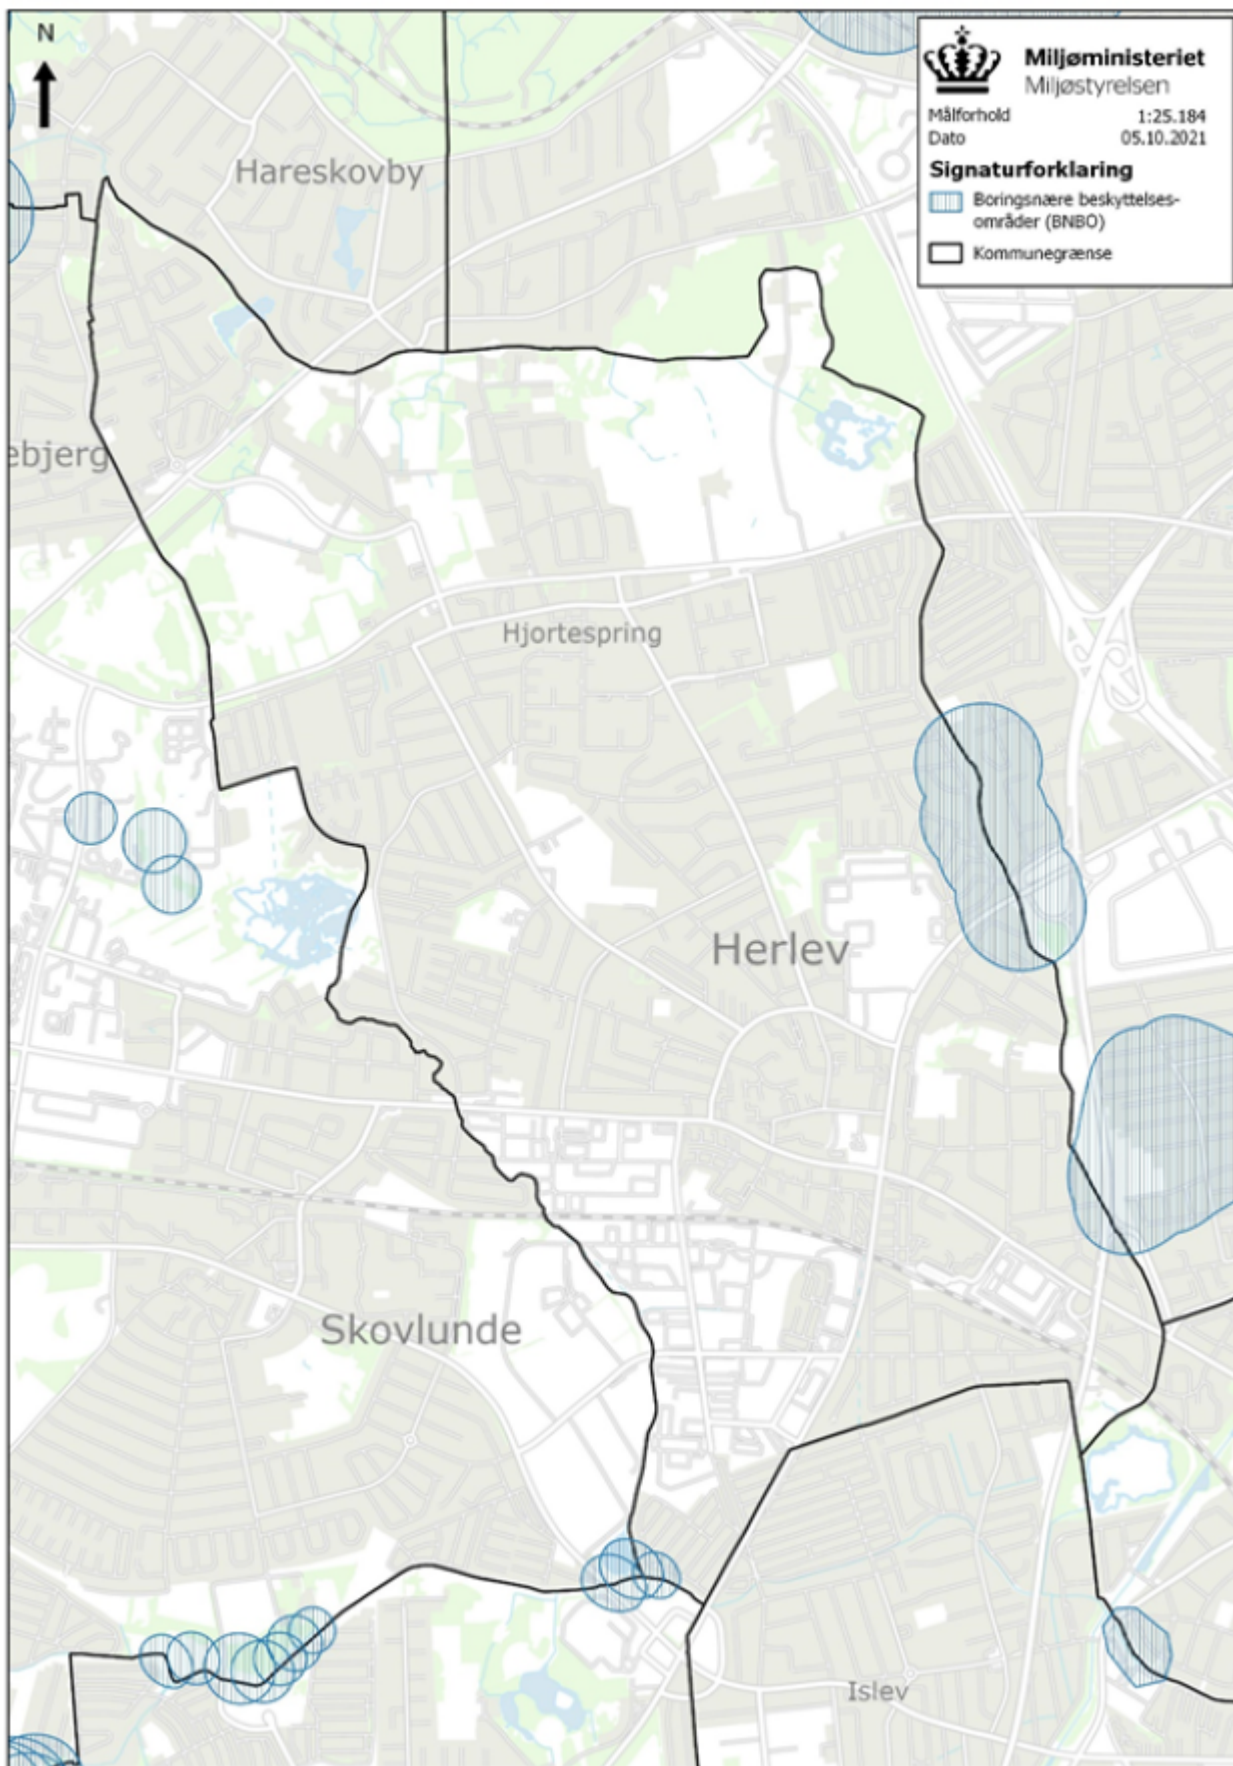 N
Miljøministeriet
Miljøstyrelsen
Målforhold 1:25.184
Dato 05.10.2021
Signaturforklaring
Boringsnære beskyttelses-
områder (BNBO)
Kommunegrænse
Hareskovby
ebjerg
Hjortespring
Herlev
Skovlunde
Islev